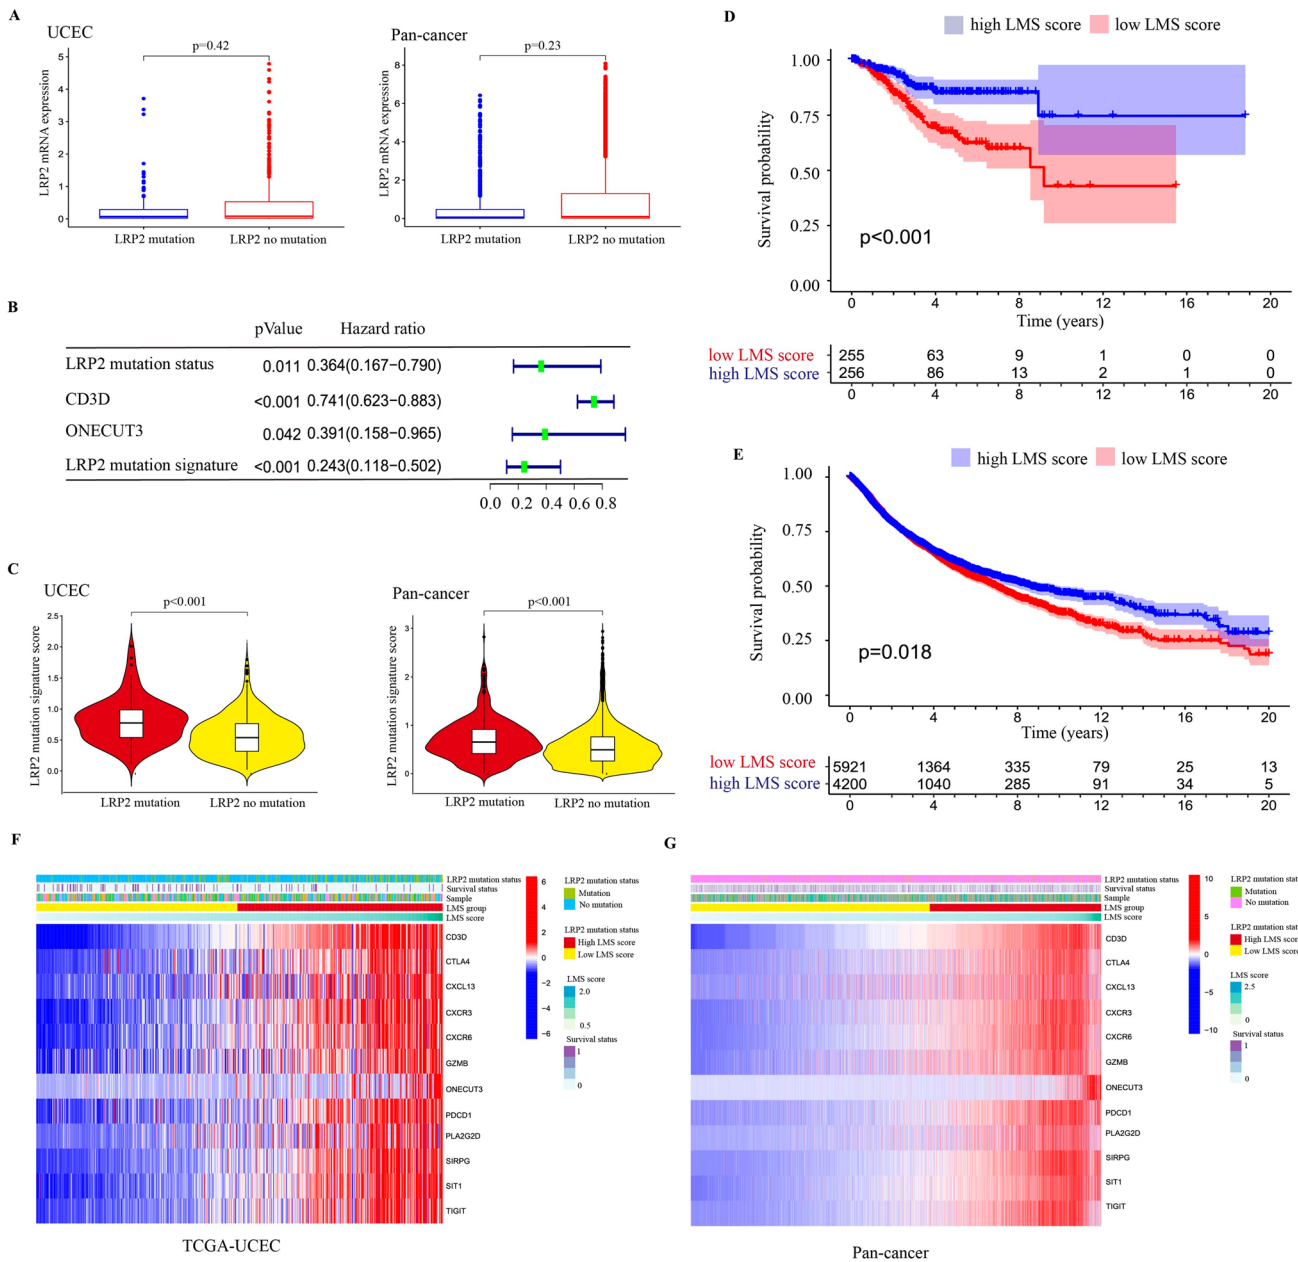 A
UCEC
p=0.42
LRP2 mRNA expression
5
4
3
2
1
0
LRP2 mutation
LRP2 no mutation
Pan-cancer
p=0.23
LRP2 mRNA expression
8
6
4
2
0
LRP2 mutation
LRP2 no mutation
B
pValue Hazard ratio
LRP2 mutation status 0.011 0.364(0.167−0.790)
CD3D <0.001 0.741(0.623−0.883)
ONECUT3 0.042 0.391(0.158−0.965)
LRP2 mutation signature <0.001 0.243(0.118−0.502)
0.0 0.2 0.4 0.6 0.8
C
UCEC
p<0.001
LRP2 mutation signature score
2.5
2.0
1.5
1.0
0.5
0.0
LRP2 mutation
LRP2 no mutation
Pan-cancer
p<0.001
LRP2 mutation signature score
3
2
1
0
LRP2 mutation
LRP2 no mutation
D
high LMS score low LMS score
Survival probability
1.00
0.75
0.50
0.25
0.00
p<0.001
0 4 8 12 16 20
Time (years)
low LMS score 255 63 9 1 0 0
high LMS score 256 86 13 2 1 0
0 4 8 12 16 20
E
high LMS score low LMS score
Survival probability
1.00
0.75
0.50
0.25
0.00
p=0.018
0 4 8 12 16 20
Time (years)
low LMS score 5921 1364 335 79 25 13
high LMS score 4200 1040 285 91 34 5
0 4 8 12 16 20
F
LRP2 mutation status
Survival status
Sample
LMS group
LMS score
CD3D
CTLA4
CXCL13
CXCR3
CXCR6
GZMB
ONECUT3
PDCD1
PLA2G2D
SIRPG
SIT1
TIGIT
6
4
2
0
−2
−4
−6
LRP2 mutation status
Mutation
No mutation
LRP2 mutation status
High LMS score
Low LMS score
LMS score
2.0
0.5
Survival status
1
0
TCGA-UCEC
G
LRP2 mutation status
Survival status
Sample
LMS group
LMS score
CD3D
CTLA4
CXCL13
CXCR3
CXCR6
GZMB
ONECUT3
PDCD1
PLA2G2D
SIRPG
SIT1
TIGIT
10
5
0
−5
−10
LRP2 mutation stat
Mutation
No mutation
LRP2 mutation stat
High LMS score
Low LMS score
LMS score
2.5
0
Survival status
1
0
Pan-cancer